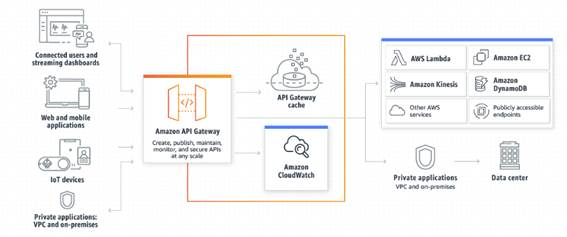 Connected users and
streaming dashboards
Web and mobile
applications
IoT devices
Private applications:
VPC and on-premises
Amazon API Gateway
Create, publish, maintain,
monitor, and secure APIs
at any scale
API Gateway
cache
Amazon
CloudWatch
AWS Lambda
Amazon EC2
Amazon Kinesis
Amazon
DynamoDB
Other AWS
services
Publicly accessible
endpoints
Private applications
VPC and on-premises
Data center